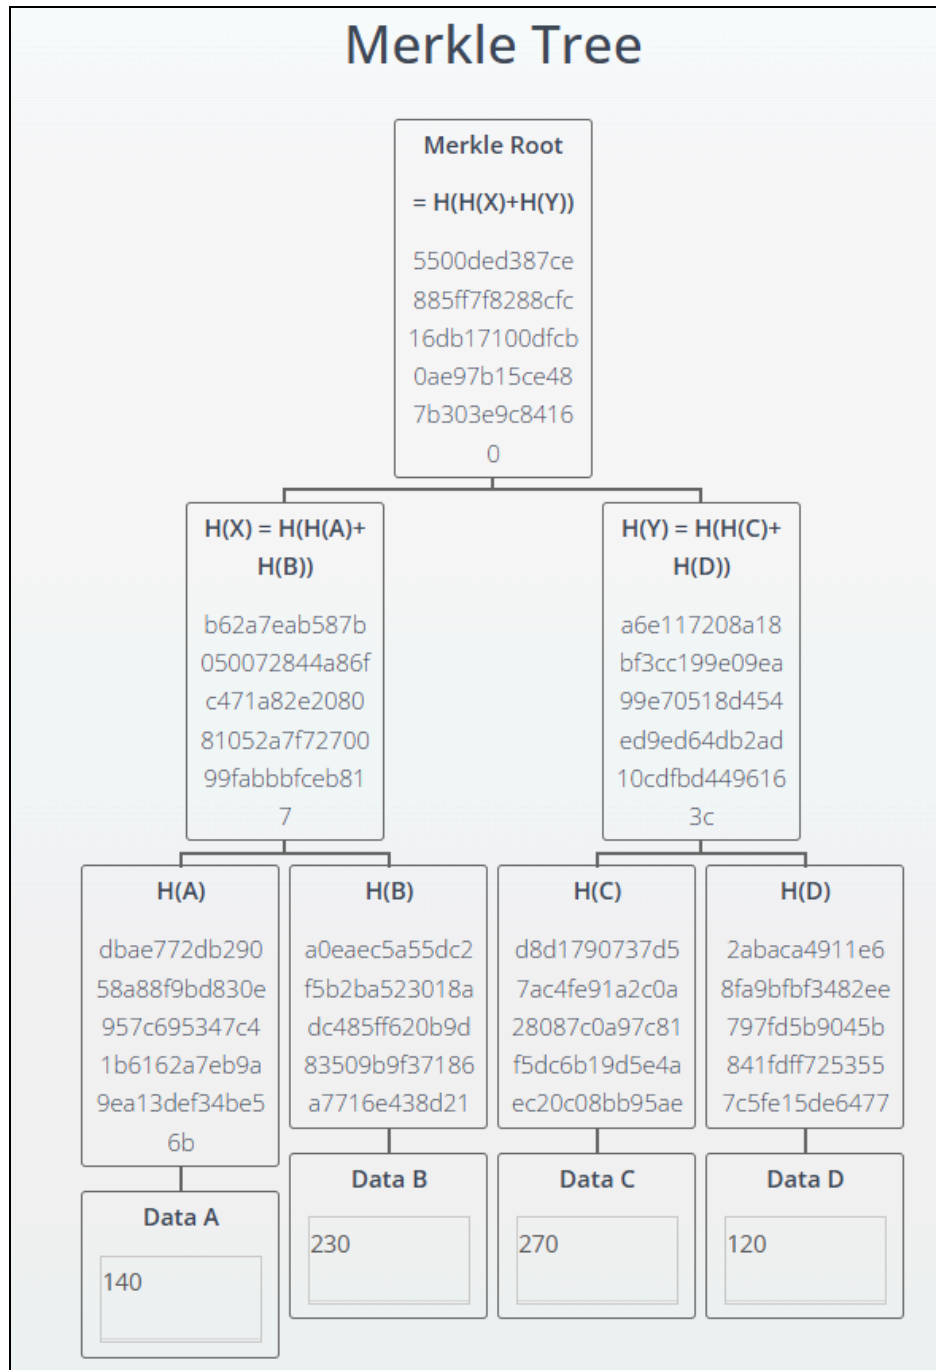 Merkle Tree
Merkle Root
= H(H(X)+H(Y))
5500ded387ce
885ff7f8288cfc
16db17100dfcb
0ae97b15ce48
7b303e9c8416
0
H(X) = H(H(A)+
H(B))
b62a7eab587b
050072844a86f
c471a82e2080
81052a7f72700
99fabbbfceb81
7
H(Y) = H(H(C)+
H(D))
a6e117208a18
bf3cc199e09ea
99e70518d454
ed9ed64db2ad
10cdfbd449616
3c
H(A)
dbae772db290
58a88f9bd830e
957c695347c4
1b6162a7eb9a
9ea13def34be5
6b
H(B)
a0eaec5a55dc2
f5b2ba523018a
dc485ff620b9d
83509b9f37186
a7716e438d21
H(C)
d8d1790737d5
7ac4fe91a2c0a
28087c0a97c81
f5dc6b19d5e4a
ec20c08bb95ae
H(D)
2abaca4911e6
8fa9bfbf3482ee
797fd5b9045b
841fdff725355
7c5fe15de6477
Data A
140
Data B
230
Data C
270
Data D
120